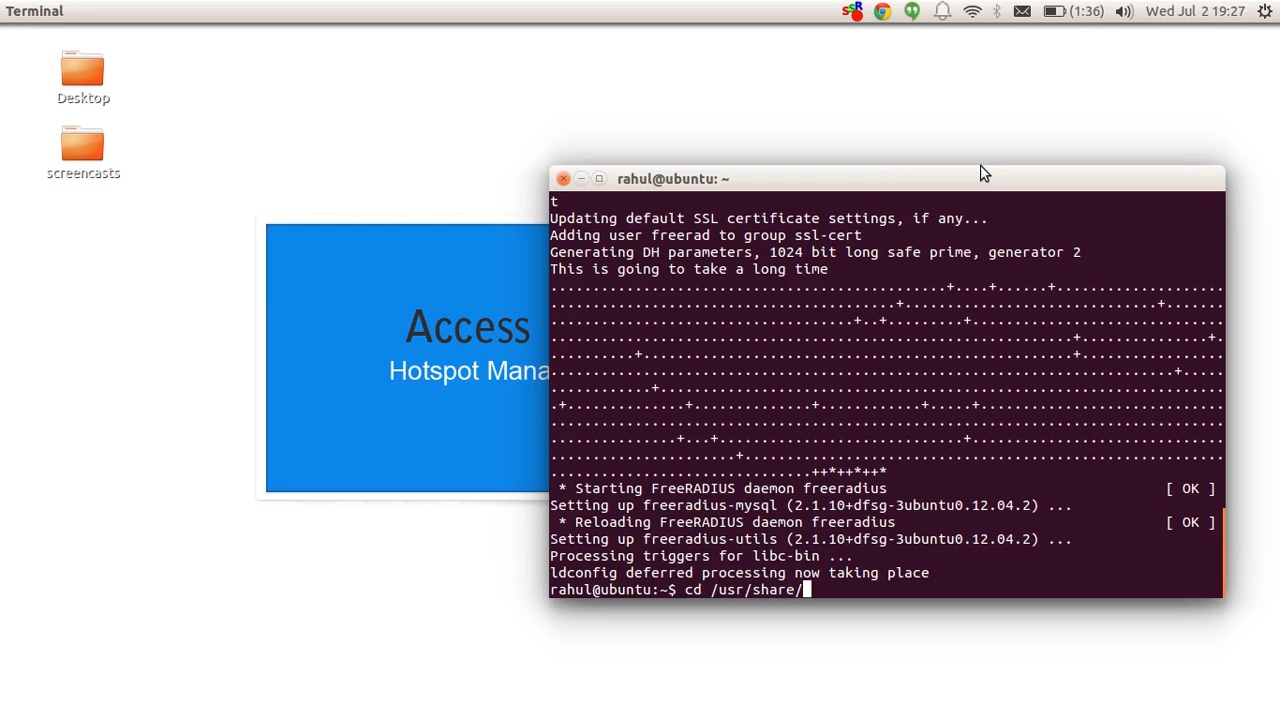 Terminal
SSR
(1:36)
Wed Jul 2 19:27
Desktop
screencasts
Access
Hotspot Mana
rahul@ubuntu: ~
t
Updating default SSL certificate settings, if any...
Adding user freerad to group ssl-cert
Generating DH parameters, 1024 bit long safe prime, generator 2
This is going to take a long time
 * Starting FreeRADIUS daemon freeradius [ OK ]
Setting up freeradius-mysql (2.1.10+dfsg-3ubuntu0.12.04.2) ...
 * Reloading FreeRADIUS daemon freeradius [ OK ]
Setting up freeradius-utils (2.1.10+dfsg-3ubuntu0.12.04.2) ...
Processing triggers for libc-bin ...
ldconfig deferred processing now taking place
rahul@ubuntu:~$ cd /usr/share/